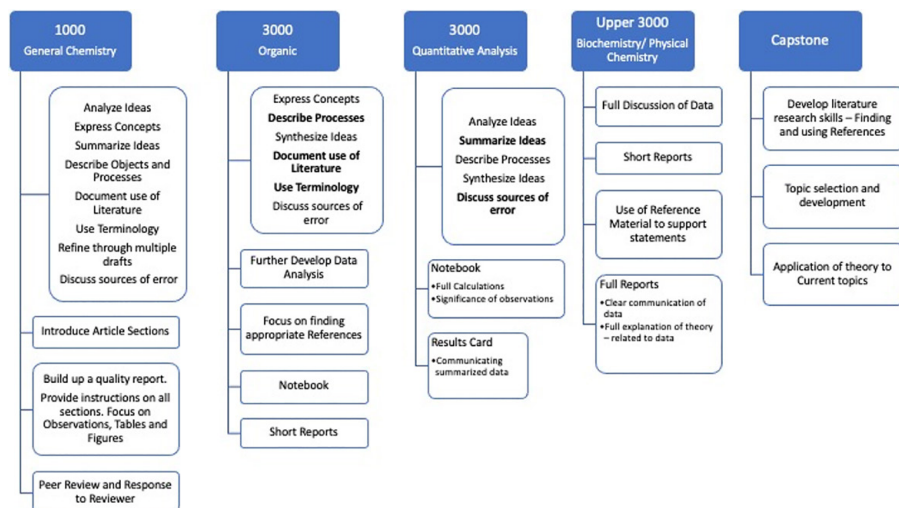 1000
General Chemistry
Analyze Ideas
Express Concepts
Summarize Ideas
Describe Objects and
Processes
Document use of
Literature
Use Terminology
Refine through multiple
drafts
Discuss sources of error
Introduce Article Sections
Build up a quality report.
Provide instructions on all
sections. Focus on
Observations, Tables and
Figures
Peer Review and Response
to Reviewer
3000
Organic
Express Concepts
Describe Processes
Synthesize Ideas
Document use of
Literature
Use Terminology
Discuss sources of
error
Further Develop Data
Analysis
Focus on finding
appropriate References
Notebook
Short Reports
3000
Quantitative Analysis
Analyze Ideas
Summarize Ideas
Describe Processes
Synthesize Ideas
Discuss sources of
error
Notebook
•Full Calculations
•Significance of observations
Results Card
•Communicating
summarized data
Upper 3000
Biochemistry/ Physical
Chemistry
Full Discussion of Data
Short Reports
Use of Reference
Material to support
statements
Full Reports
•Clear communication of
data
•Full explanation of theory
– related to data
Capstone
Develop literature
research skills – Finding
and using References
Topic selection and
development
Application of theory to
Current topics